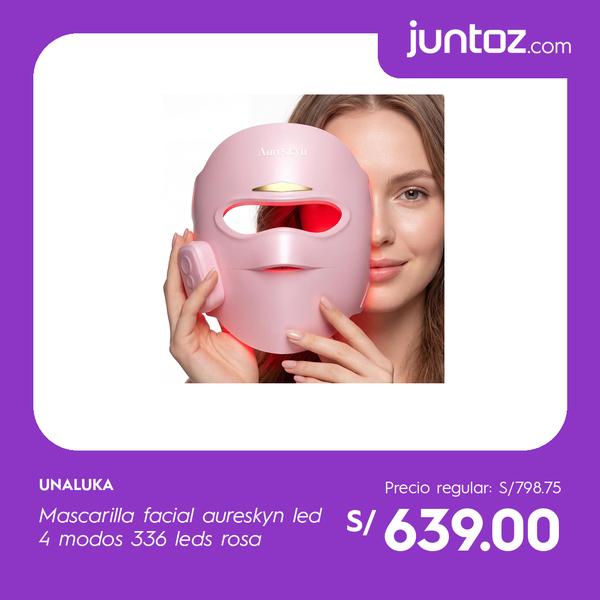 juntoz.com
Aureskyn
UNALUKA
Mascarilla facial aureskyn led
4 modos 336 leds rosa
Precio regular: S/798.75
S/ 639.00